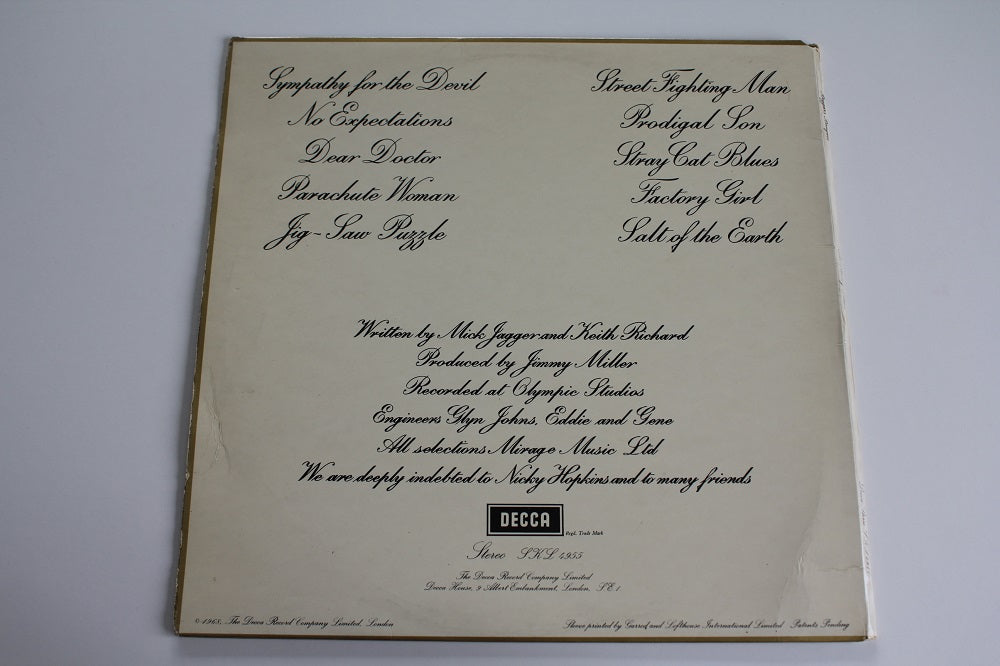 Sympathy for the Devil
No Expectations
Dear Doctor
Parachute Woman
Jig-Saw Puzzle
Street Fighting Man
Prodigal Son
Stray Cat Blues
Factory Girl
Salt of the Earth
Written by Mick Jagger and Keith Richard
Produced by Jimmy Miller
Recorded at Olympic Studios
Engineers Glyn Johns, Eddie and Gene
All selections Mirage Music Ltd
We are deeply indebted to Nicky Hopkins and to many friends
DECCA
Regd. Trade Mark
Stereo SKL 4955
The Decca Record Company Limited
Decca House, 9 Albert Embankment, London, S.E.1.
© 1968, The Decca Record Company Limited, London
Sleeve printed by Garrod and Lofthouse International Limited Patents Pending